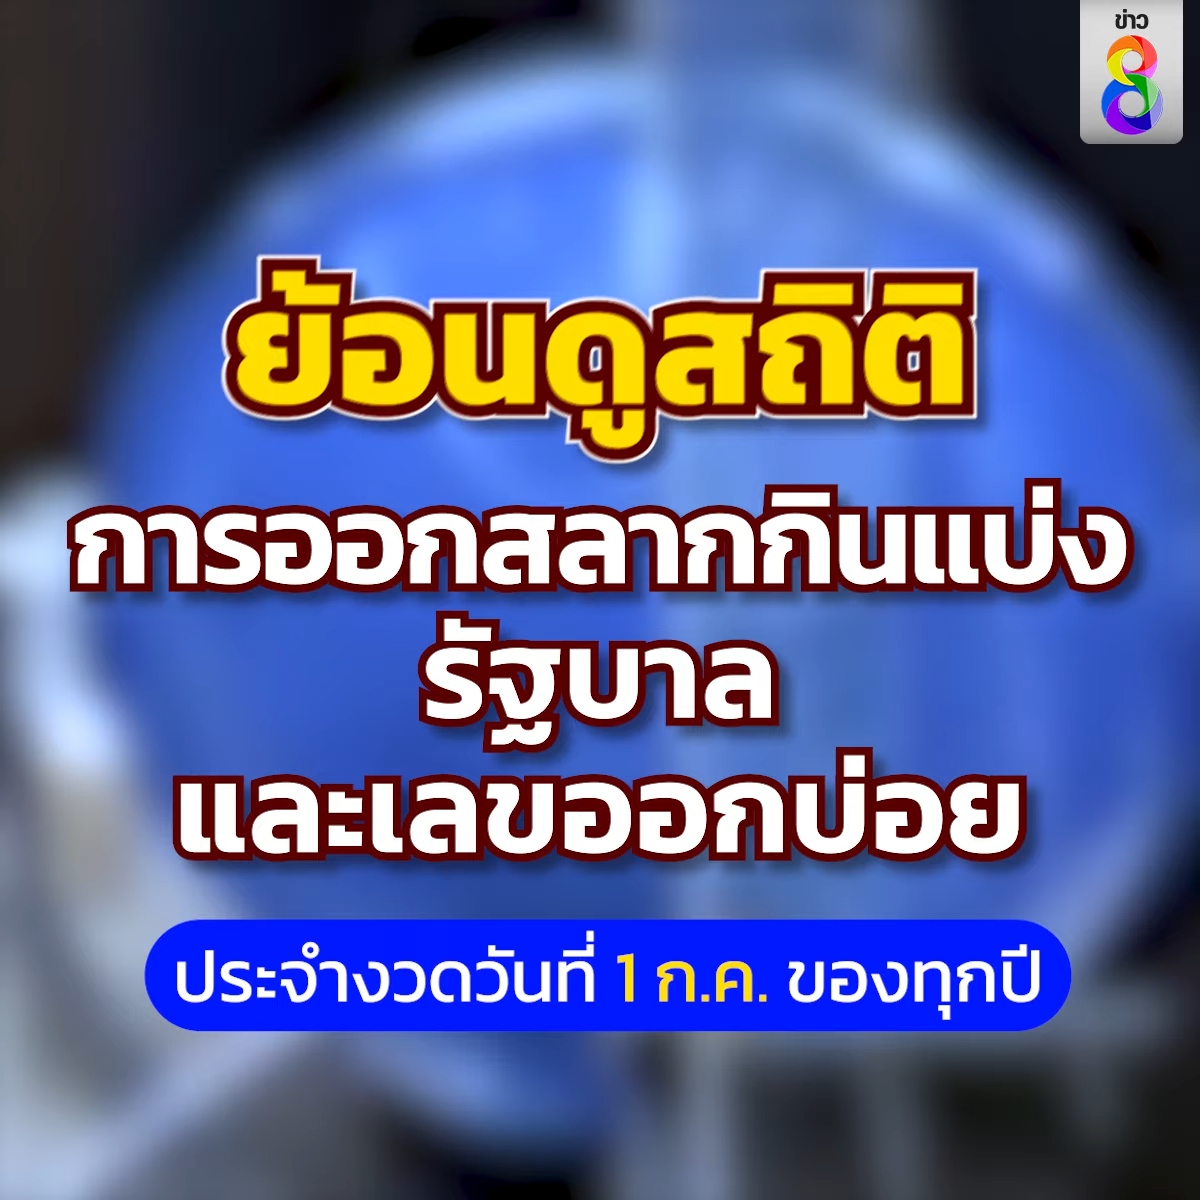 ข่าว
8
ย้อนดูสถิติ
การออกสลากกินแบ่ง
รัฐบาล
และเลขออกบ่อย
ประจำงวดวันที่ 1 ก.ค. ของทุกปี